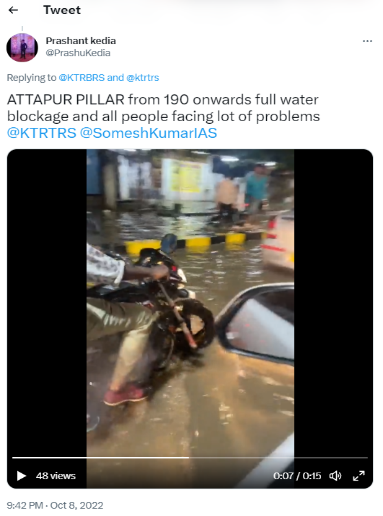 Tweet
Prashant kedia
@PrashuKedia
Replying to @KTRBRS and @ktrtrs
ATTAPUR PILLAR from 190 onwards full water
blockage and all people facing lot of problems
@KTRTRS @SomeshKumarIAS
48 views
0:07 / 0:15
9:42 PM · Oct 8, 2022